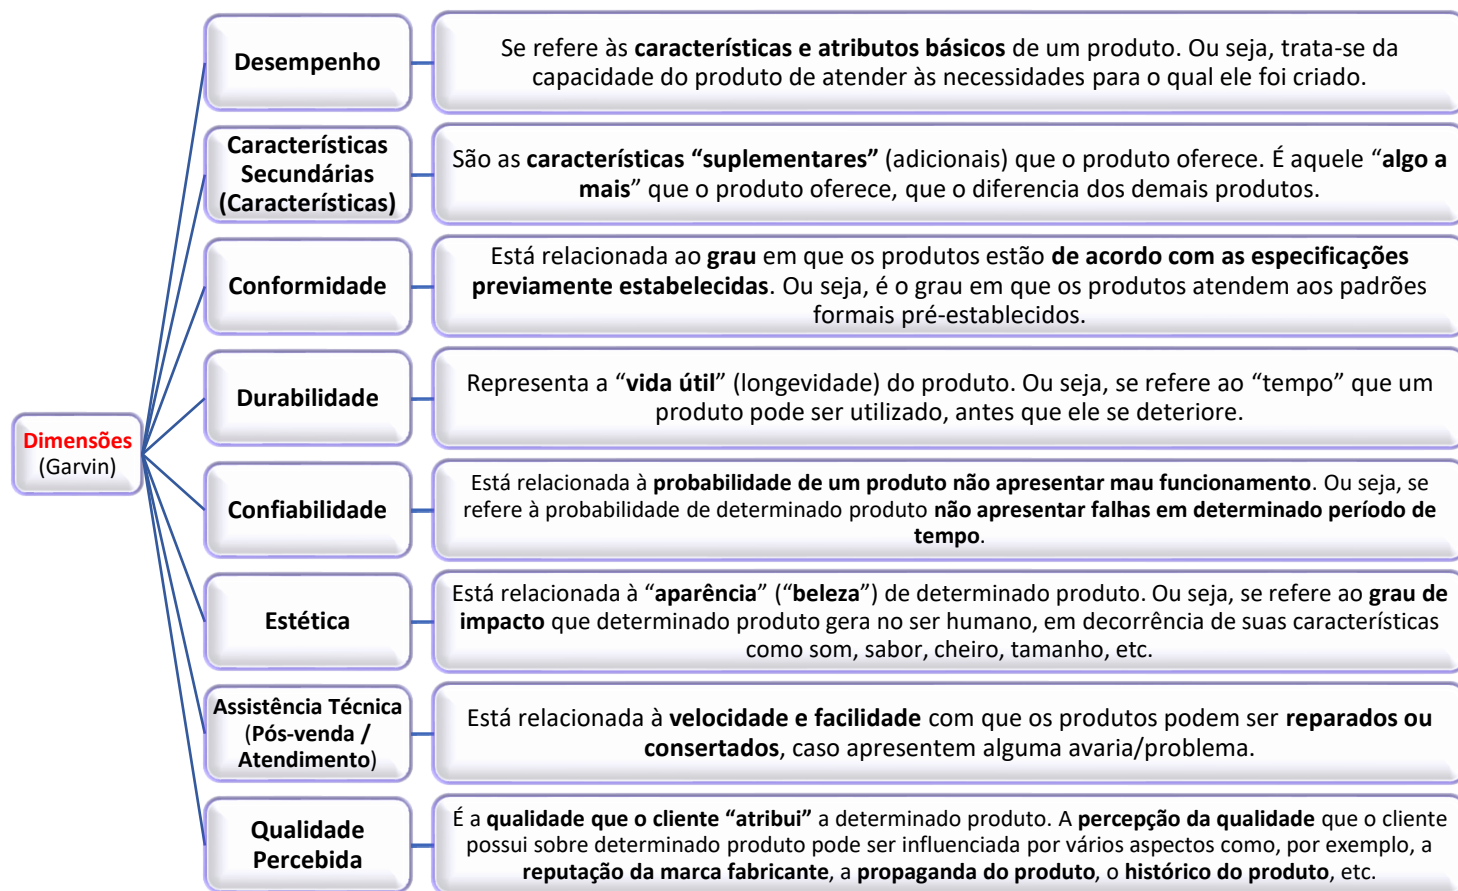 Dimensões
(Garvin)
Desempenho
Se refere às características e atributos básicos de um produto. Ou seja, trata-se da
capacidade do produto de atender às necessidades para o qual ele foi criado.
Características
Secundárias
(Características)
São as características “suplementares” (adicionais) que o produto oferece. É aquele “algo a
mais” que o produto oferece, que o diferencia dos demais produtos.
Conformidade
Está relacionada ao grau em que os produtos estão de acordo com as especificações
previamente estabelecidas. Ou seja, é o grau em que os produtos atendem aos padrões
formais pré-establecidos.
Durabilidade
Representa a “vida útil” (longevidade) do produto. Ou seja, se refere ao “tempo” que um
produto pode ser utilizado, antes que ele se deteriore.
Confiabilidade
Está relacionada à probabilidade de um produto não apresentar mau funcionamento. Ou seja, se
refere à probabilidade de determinado produto não apresentar falhas em determinado período de
tempo.
Estética
Está relacionada à “aparência” (“beleza”) de determinado produto. Ou seja, se refere ao grau de
impacto que determinado produto gera no ser humano, em decorrência de suas características
como som, sabor, cheiro, tamanho, etc.
Assistência Técnica
(Pós-venda /
Atendimento)
Está relacionada à velocidade e facilidade com que os produtos podem ser reparados ou
consertados, caso apresentem alguma avaria/problema.
Qualidade
Percebida
É a qualidade que o cliente “atribui” a determinado produto. A percepção da qualidade que o cliente
possui sobre determinado produto pode ser influenciada por vários aspectos como, por exemplo, a
reputação da marca fabricante, a propaganda do produto, o histórico do produto, etc.